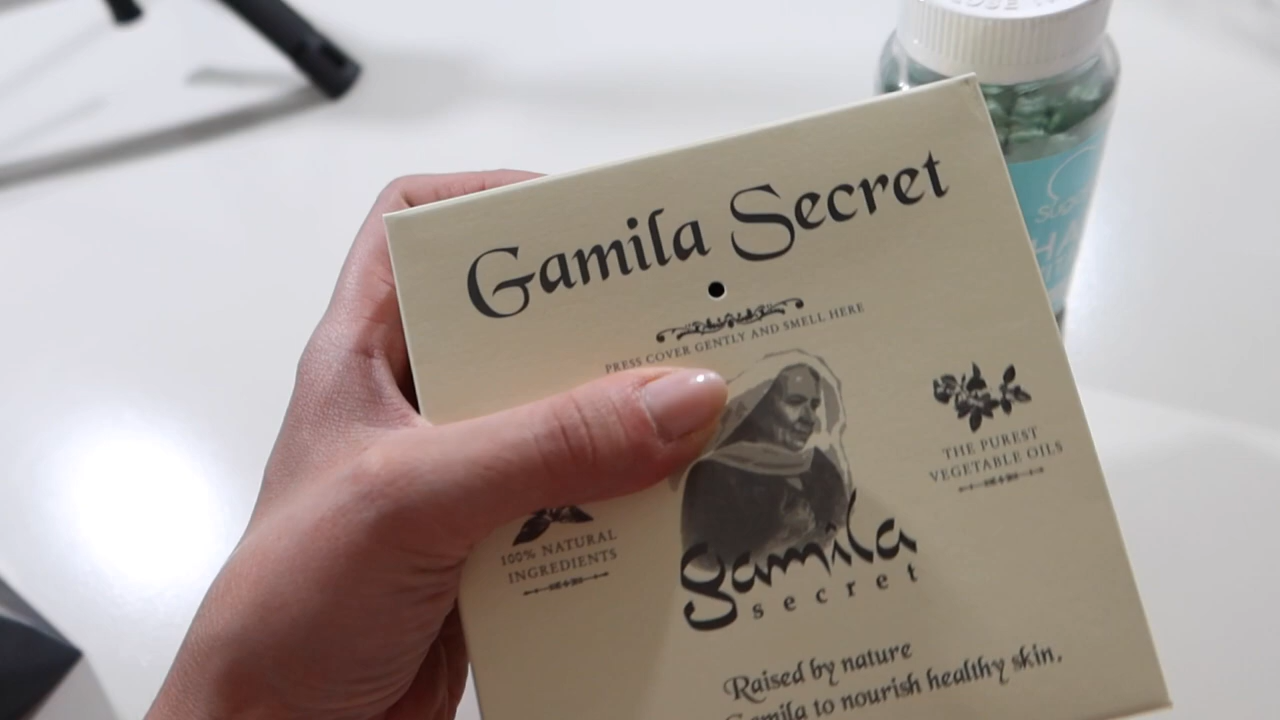 Gamila Secret
PRESS COVER GENTLY AND SMELL HERE
THE PUREST
VEGETABLE OILS
100% NATURAL
INGREDIENTS
gamila
secret
Raised by nature
Gamila to nourish healthy skin.